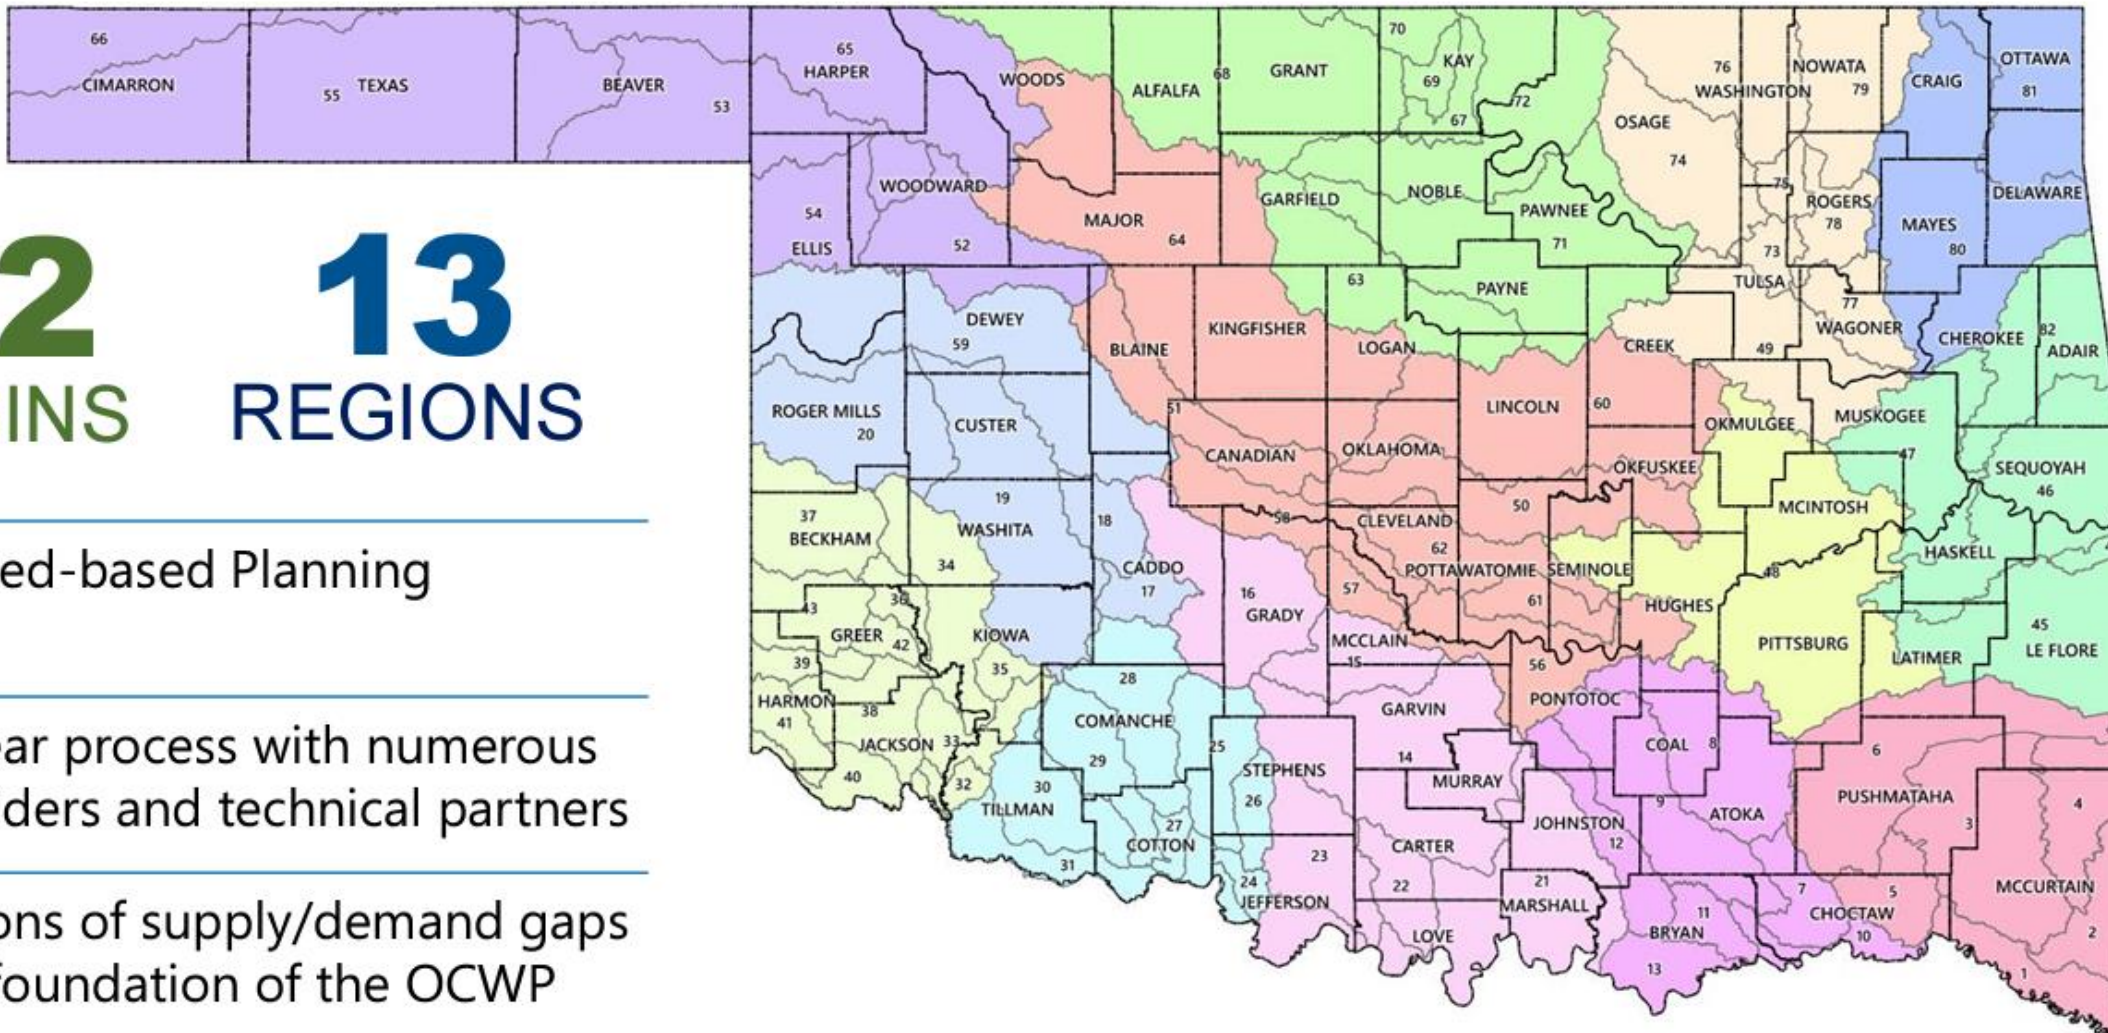 2
INS
13
REGIONS
ed-based Planning
ear process with numerous
ders and technical partners
ons of supply/demand gaps
foundation of the OCWP
66
CIMARRON
55 TEXAS
BEAVER
53
65
HARPER
WOODS
ALFALFA
68
GRANT
70
KAY
69
67
72
76
WASHINGTON
NOWATA
79
CRAIG
OTTAWA
81
OSAGE
74
75
WOODWARD
52
54
ELLIS
MAJOR
64
GARFIELD
NOBLE
PAWNEE
71
ROGERS
78
73
TULSA
MAYES
80
DELAWARE
DEWEY
59
BLAINE
KINGFISHER
63
LOGAN
PAYNE
CREEK
49
77
WAGONER
CHEROKEE
82
ADAIR
ROGER MILLS
20
CUSTER
51
CANADIAN
OKLAHOMA
LINCOLN
60
OKMULGEE
MUSKOGEE
47
SEQUOYAH
46
OKFUSKEE
MCINTOSH
37
BECKHAM
19
WASHITA
18
34
CADDO
17
58
CLEVELAND
62
50
POTTAWATOMIE
SEMINOLE
61
57
48
HASKELL
43
36
GREER
42
KIOWA
35
16
GRADY
MCCLAIN
15
HUGHES
56
PONTOTOC
PITTSBURG
LATIMER
45
LE FLORE
39
HARMON
41
38
JACKSON
33
40
32
28
COMANCHE
29
25
30
TILLMAN
31
27
COTTON
STEPHENS
26
24
23
JEFFERSON
GARVIN
14
MURRAY
CARTER
22
LOVE
21
MARSHALL
JOHNSTON
12
COAL
8
9
ATOKA
6
PUSHMATAHA
3
4
7
5
CHOCTAW
10
11
BRYAN
13
MCCURTAIN
2
1